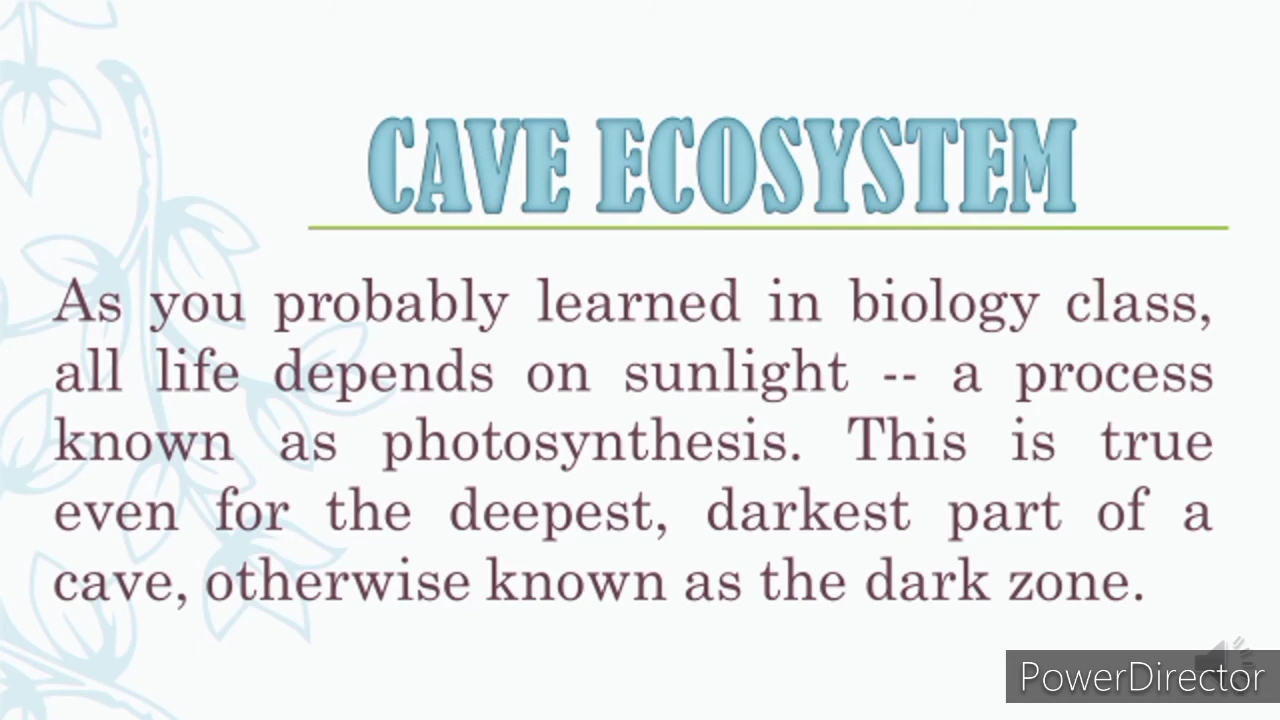 CAVE ECOSYSTEM
As you probably learned in biology class,
all life depends on sunlight -- a process
known as photosynthesis. This is true
even for the deepest, darkest part of a
cave, otherwise known as the dark zone.
PowerDirector